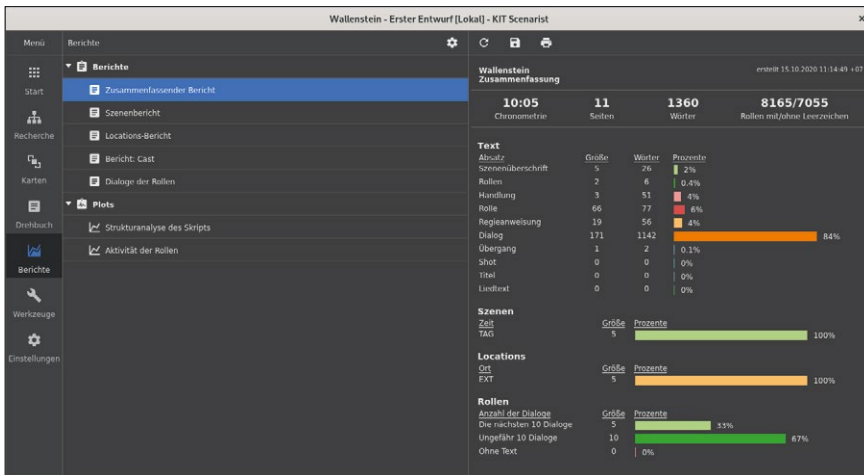 Wallenstein - Erster Entwurf [Lokal] - KIT Scenarist
Menü
Start
Recherche
Karten
Drehbuch
Berichte
Werkzeuge
Einstellungen
Berichte
Berichte
Zusammenfassender Bericht
Szenenbericht
Locations-Bericht
Bericht: Cast
Dialoge der Rollen
Plots
Strukturanalyse des Skripts
Aktivität der Rollen
Wallenstein erstellt 15.10.2020 11:14:49 +07
Zusammenfassung
10:05 11 1360 8165/7055
Chronometrie Seiten Wörter Rollen mit/ohne Leerzeichen
Text
Absatz Größe Wörter Prozente
Szenenüberschrift 5 26 2%
Rollen 2 6 0.4%
Handlung 3 51 4%
Rolle 66 77 6%
Regieanweisung 19 56 4%
Dialog 171 1142 84%
Übergang 1 2 0.1%
Shot 0 0 0%
Titel 0 0 0%
Liedtext 0 0 0%
Szenen
Zeit Größe Prozente
TAG 5 100%
Locations
Ort Größe Prozente
EXT 5 100%
Rollen
Anzahl der Dialoge Größe Prozente
Die nächsten 10 Dialoge 5 33%
Ungefähr 10 Dialoge 10 67%
Ohne Text 0 0%